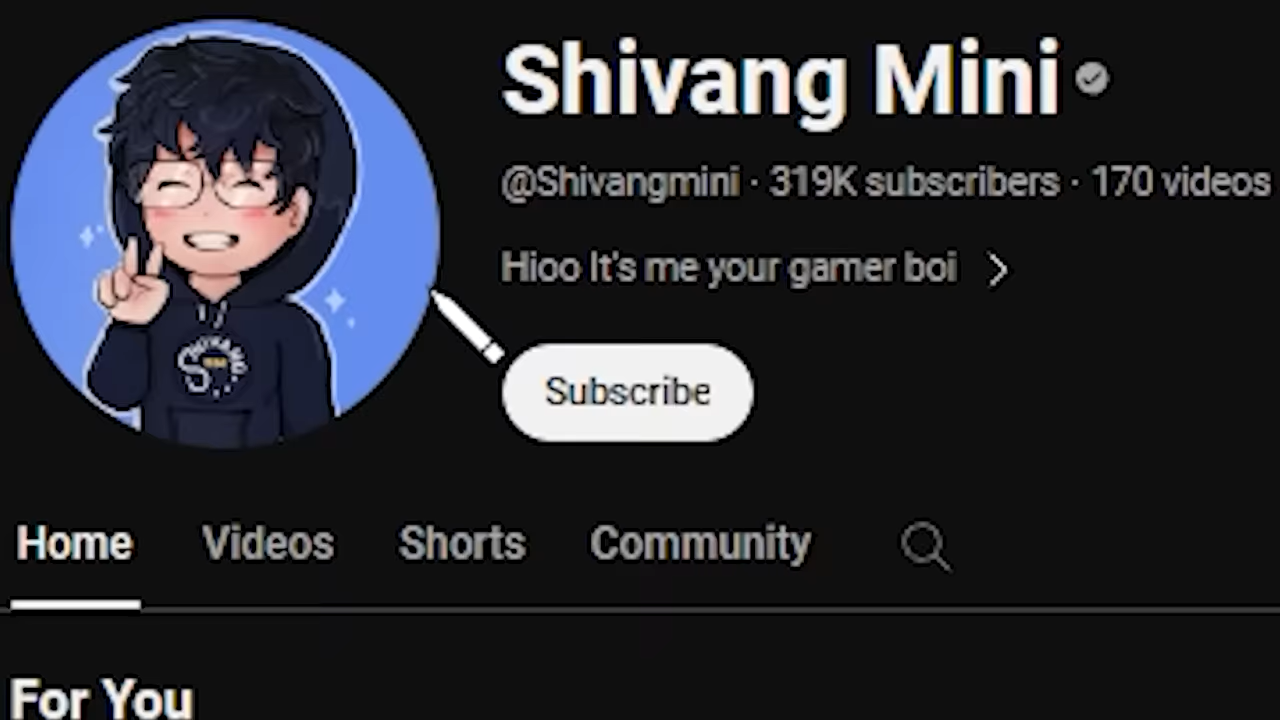 Shivang Mini
@Shivangmini · 319K subscribers · 170 videos
Hioo It's me your gamer boi
Subscribe
Home Videos Shorts Community
For You